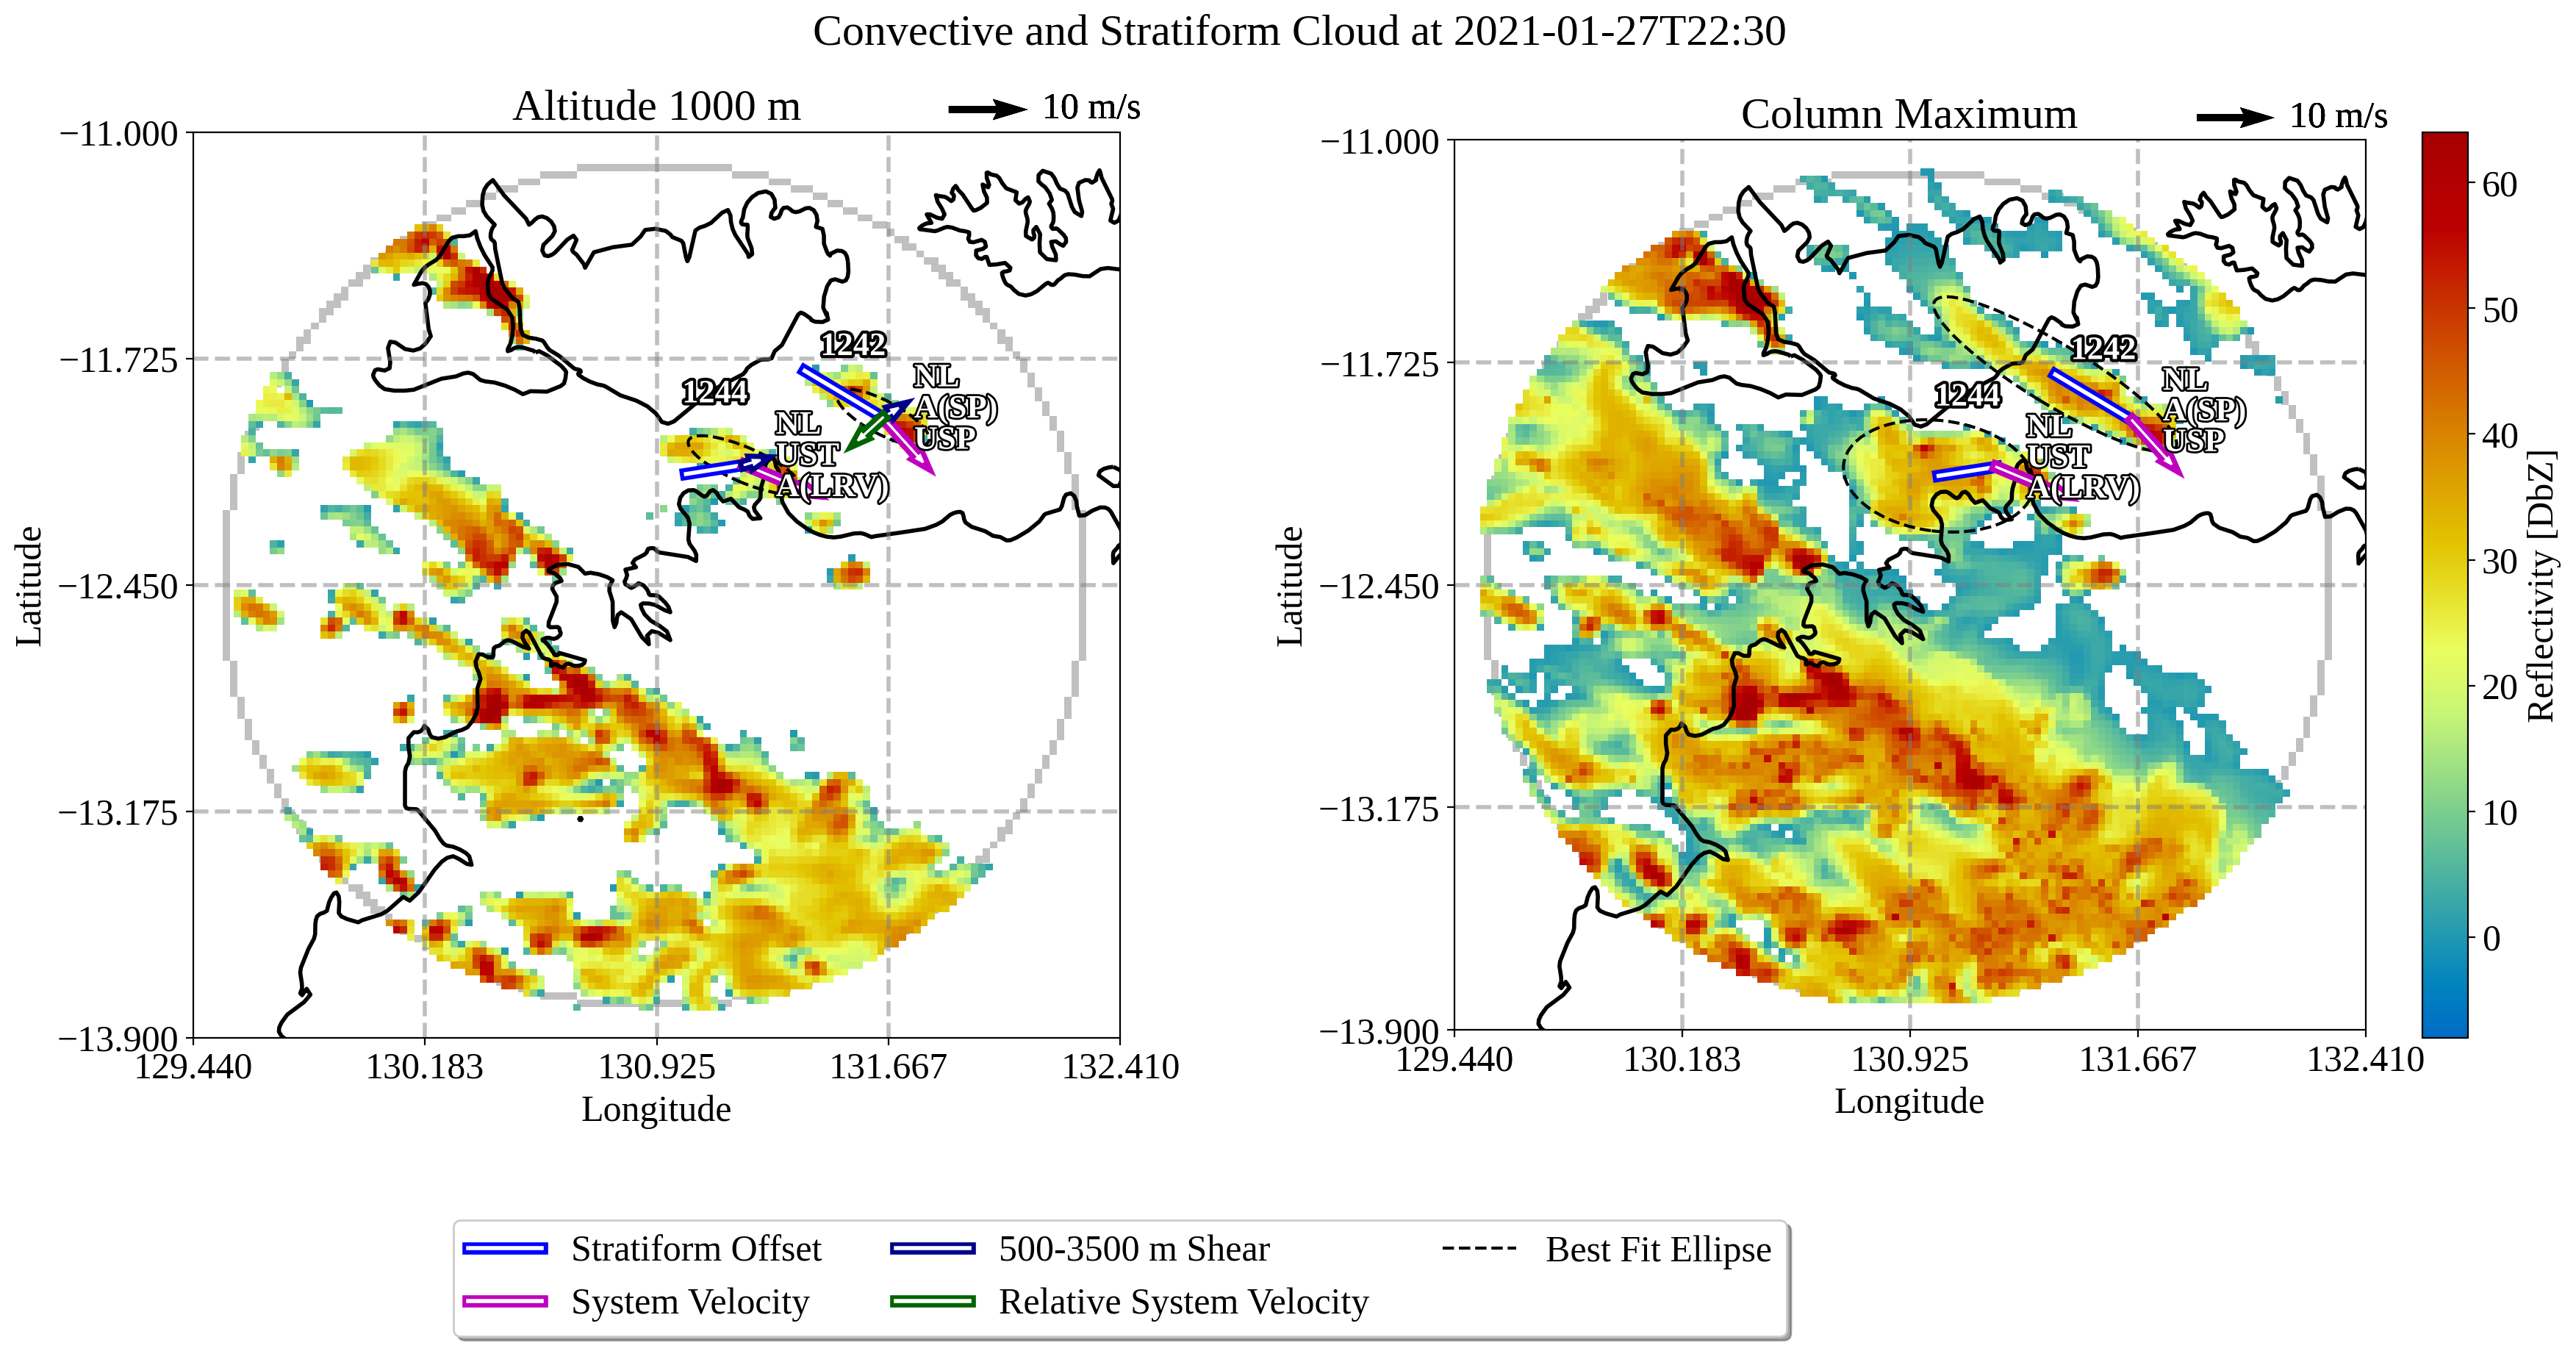 Convective and Stratiform Cloud at 2021-01-27T22:30
Altitude 1000 m
10 m/s
−11.000
−11.725
−12.450
−13.175
−13.900
Latitude
129.440
130.183
130.925
131.667
132.410
Longitude
1242
NL
A(SP)
USP
1244
NL
UST
A(LRV)
Column Maximum
10 m/s
−11.000
−11.725
−12.450
−13.175
−13.900
Latitude
129.440
130.183
130.925
131.667
132.410
Longitude
1242
NL
A(SP)
USP
1244
NL
UST
A(LRV)
60
50
40
30
20
10
0
Reflectivity [DbZ]
Stratiform Offset
System Velocity
500-3500 m Shear
Relative System Velocity
Best Fit Ellipse